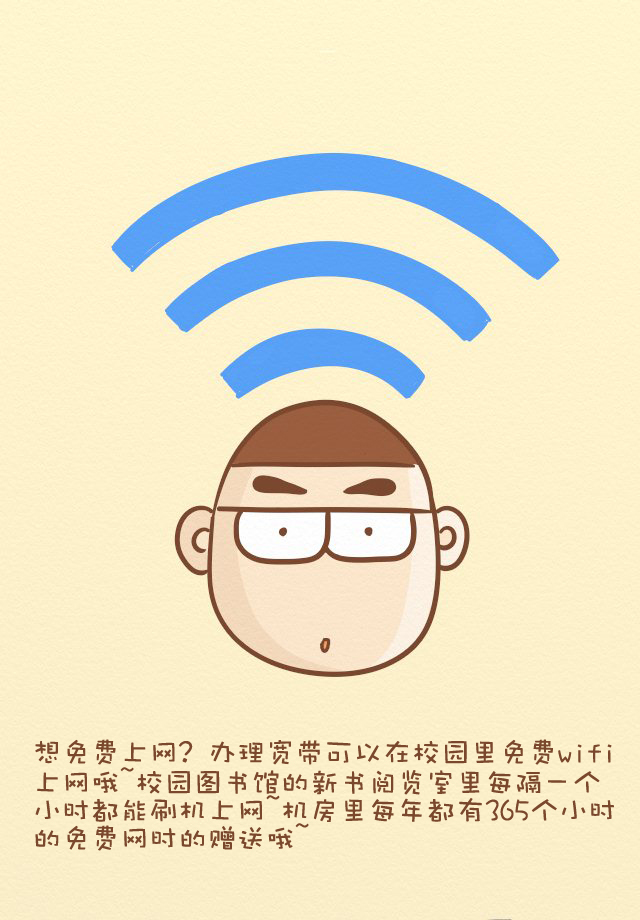 想免费上网？办理宽带可以在校园里免费wifi
上网哦~校园图书馆的新书阅览室里每隔一个
小时都能刷机上网~机房里每年都有365个小时
的免费网时的赠送哦~